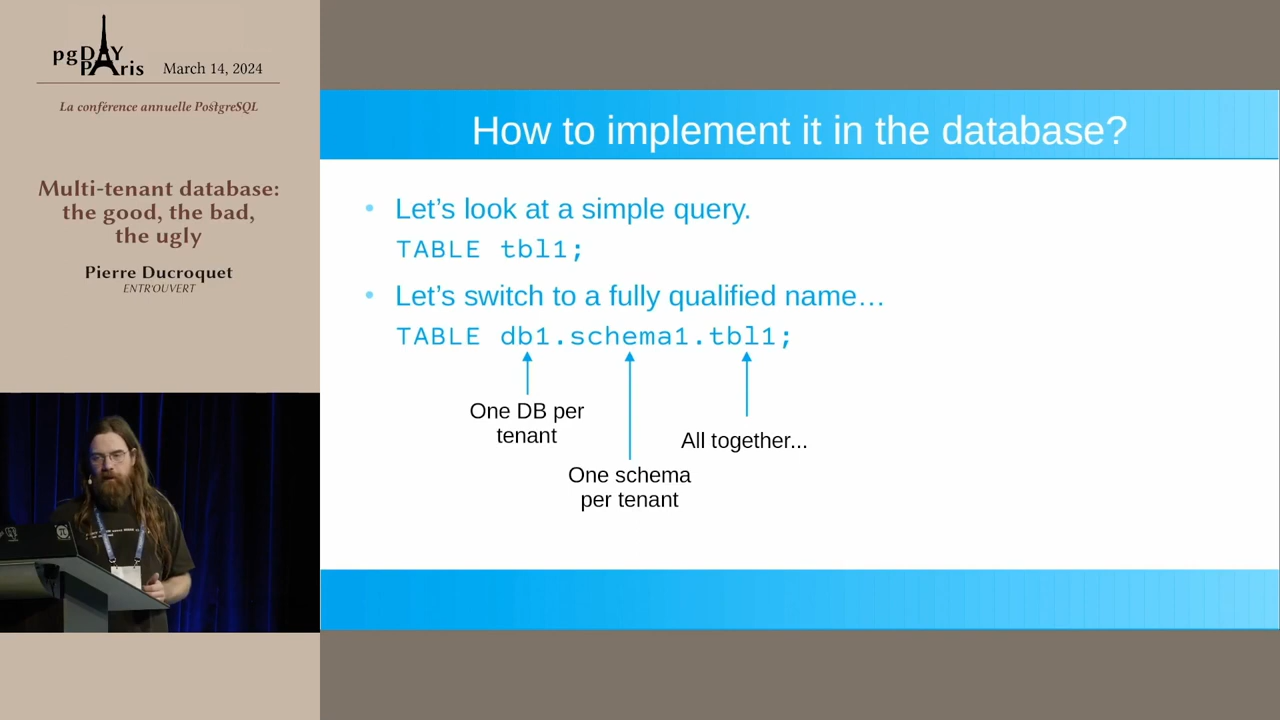 pgDAY
Paris
March 14, 2024
La conférence annuelle PostgreSQL
Multi-tenant database:
the good, the bad,
the ugly
Pierre Ducroquet
ENTR'OUVERT
How to implement it in the database?
• Let’s look at a simple query.
TABLE tbl1;
• Let’s switch to a fully qualified name…
TABLE db1.schema1.tbl1;
One DB per
tenant
All together...
One schema
per tenant